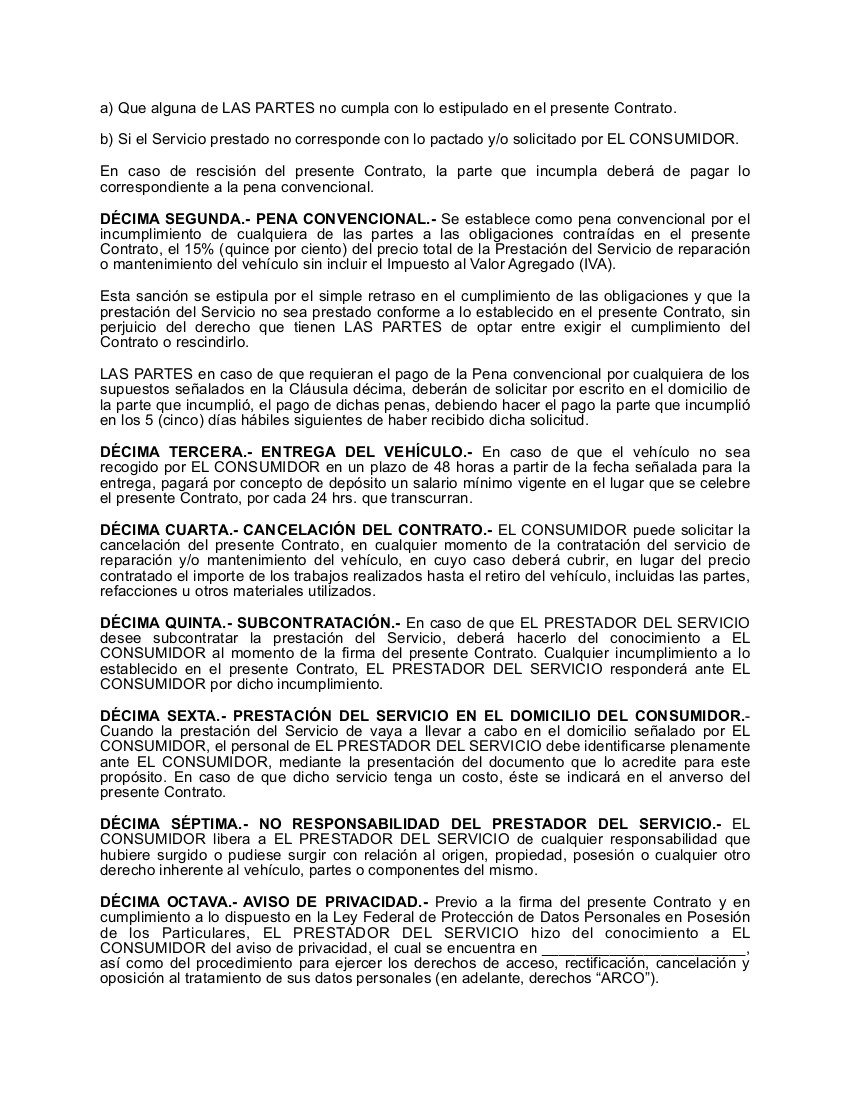 a) Que alguna de LAS PARTES no cumpla con lo estipulado en el presente Contrato.
b) Si el Servicio prestado no corresponde con lo pactado y/o solicitado por EL CONSUMIDOR.
En caso de rescisión del presente Contrato, la parte que incumpla deberá de pagar lo
correspondiente a la pena convencional.
DÉCIMA SEGUNDA.- PENA CONVENCIONAL.- Se establece como pena convencional por el
incumplimiento de cualquiera de las partes a las obligaciones contraídas en el presente
Contrato, el 15% (quince por ciento) del precio total de la Prestación del Servicio de reparación
o mantenimiento del vehículo sin incluir el Impuesto al Valor Agregado (IVA).
Esta sanción se estipula por el simple retraso en el cumplimiento de las obligaciones y que la
prestación del Servicio no sea prestado conforme a lo establecido en el presente Contrato, sin
perjuicio del derecho que tienen LAS PARTES de optar entre exigir el cumplimiento del
Contrato o rescindirlo.
LAS PARTES en caso de que requieran el pago de la Pena convencional por cualquiera de los
supuestos señalados en la Cláusula décima, deberán de solicitar por escrito en el domicilio de
la parte que incumplió, el pago de dichas penas, debiendo hacer el pago la parte que incumplió
en los 5 (cinco) días hábiles siguientes de haber recibido dicha solicitud.
DÉCIMA TERCERA.- ENTREGA DEL VEHÍCULO.- En caso de que el vehículo no sea
recogido por EL CONSUMIDOR en un plazo de 48 horas a partir de la fecha señalada para la
entrega, pagará por concepto de depósito un salario mínimo vigente en el lugar que se celebre
el presente Contrato, por cada 24 hrs. que transcurran.
DÉCIMA CUARTA.- CANCELACIÓN DEL CONTRATO.- EL CONSUMIDOR puede solicitar la
cancelación del presente Contrato, en cualquier momento de la contratación del servicio de
reparación y/o mantenimiento del vehículo, en cuyo caso deberá cubrir, en lugar del precio
contratado el importe de los trabajos realizados hasta el retiro del vehículo, incluidas las partes,
refacciones u otros materiales utilizados.
DÉCIMA QUINTA.- SUBCONTRATACIÓN.- En caso de que EL PRESTADOR DEL SERVICIO
desee subcontratar la prestación del Servicio, deberá hacerlo del conocimiento a EL
CONSUMIDOR al momento de la firma del presente Contrato. Cualquier incumplimiento a lo
establecido en el presente Contrato, EL PRESTADOR DEL SERVICIO responderá ante EL
CONSUMIDOR por dicho incumplimiento.
DÉCIMA SEXTA.- PRESTACIÓN DEL SERVICIO EN EL DOMICILIO DEL CONSUMIDOR.-
Cuando la prestación del Servicio de vaya a llevar a cabo en el domicilio señalado por EL
CONSUMIDOR, el personal de EL PRESTADOR DEL SERVICIO debe identificarse plenamente
ante EL CONSUMIDOR, mediante la presentación del documento que lo acredite para este
propósito. En caso de que dicho servicio tenga un costo, éste se indicará en el anverso del
presente Contrato.
DÉCIMA SÉPTIMA.- NO RESPONSABILIDAD DEL PRESTADOR DEL SERVICIO.- EL
CONSUMIDOR libera a EL PRESTADOR DEL SERVICIO de cualquier responsabilidad que
hubiere surgido o pudiese surgir con relación al origen, propiedad, posesión o cualquier otro
derecho inherente al vehículo, partes o componentes del mismo.
DÉCIMA OCTAVA.- AVISO DE PRIVACIDAD.- Previo a la firma del presente Contrato y en
cumplimiento a lo dispuesto en la Ley Federal de Protección de Datos Personales en Posesión
de los Particulares, EL PRESTADOR DEL SERVICIO hizo del conocimiento a EL
CONSUMIDOR del aviso de privacidad, el cual se encuentra en _________________________,
así como del procedimiento para ejercer los derechos de acceso, rectificación, cancelación y
oposición al tratamiento de sus datos personales (en adelante, derechos “ARCO”).